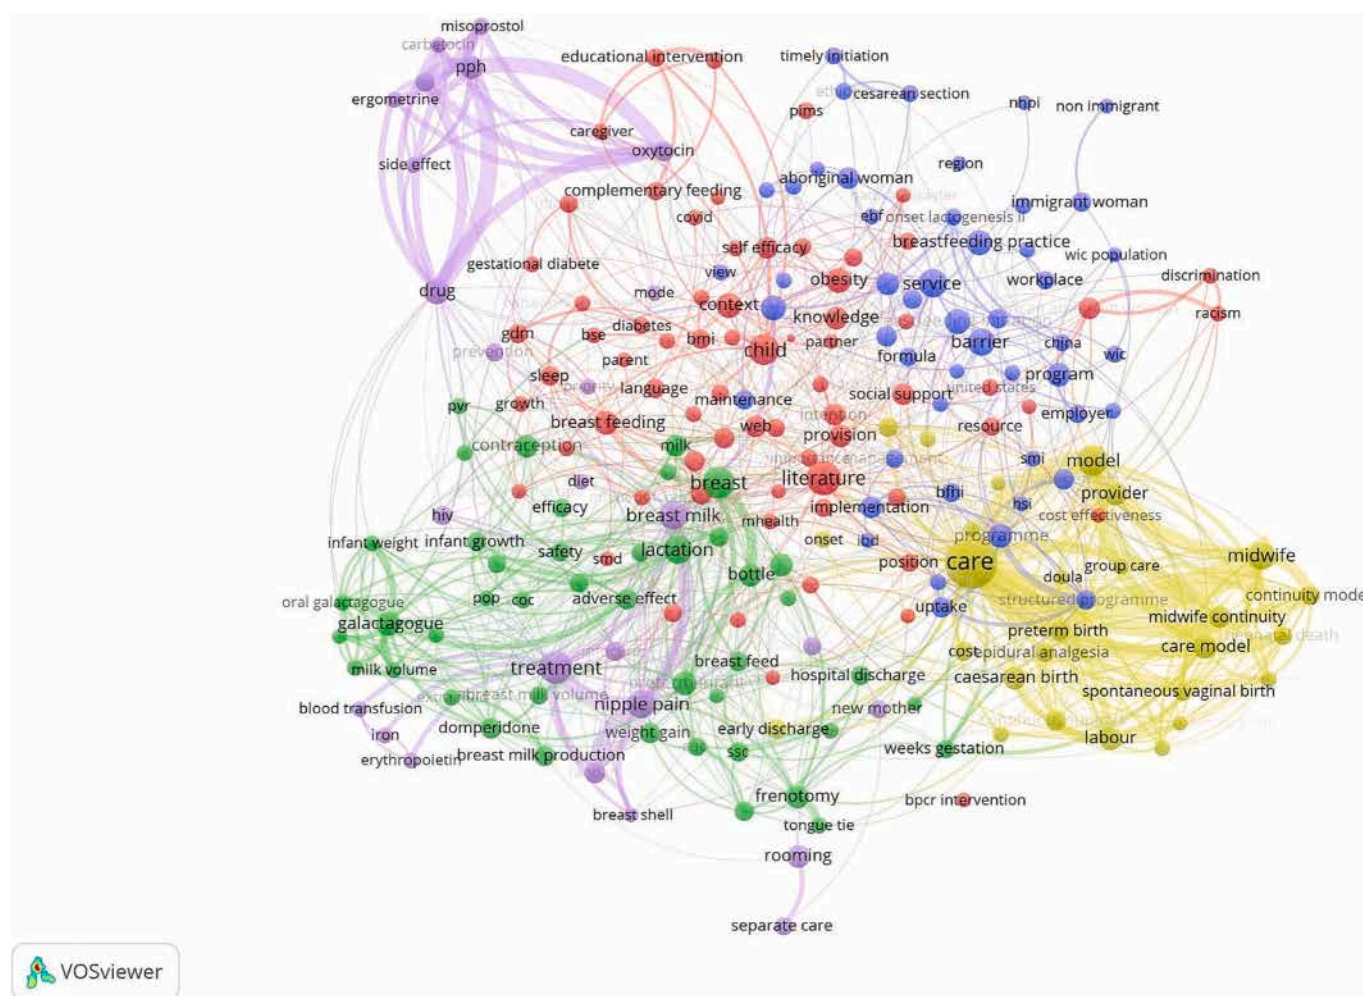 misoprostol
carbetocin
pph
educational intervention
timely initiation
ergometrine
cesarean section
nhpi
non immigrant
pims
caregiver
side effect
oxytocin
region
aboriginal woman
complementary feeding
immigrant woman
covid
ebf
onset lactogenesis ii
self efficacy
breastfeeding practice
wic population
gestational diabete
view
discrimination
drug
mode
obesity
service
workplace
context
knowledge
racism
gdm
bse
diabetes
bmi
partner
barrier
china
prevention
child
formula
wic
parent
sleep
program
priority
language
united states
pvr
growth
maintenance
social support
employer
breast feeding
web
intention
provision
resource
contraception
milk
smi
model
diet
breast
literature
bfhi
provider
hiv
efficacy
breast milk
mhealth
implementation
hsi
cost effectiveness
infant weight
infant growth
safety
smd
lactation
onset
ibd
programme
midwife
position
care
group care
bottle
doula
oral galactagogue
pop
coc
adverse effect
uptake
structured programme
continuity mode
galactagogue
preterm birth
midwife continuity
neonatal death
milk volume
treatment
breast feed
hospital discharge
cost
epidural analgesia
care model
caesarean birth
spontaneous vaginal birth
breast milk volume
blood transfusion
nipple pain
new mother
iron
domperidone
weight gain
early discharge
labour
erythropoietin
breast milk production
ssc
weeks gestation
frenotomy
bpcr intervention
breast shell
tongue tie
rooming
separate care
VOSviewer